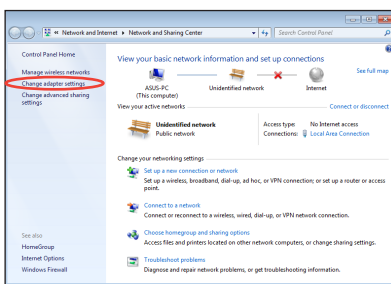 « Network and Internet ▸ Network and Sharing Center
Search Control Panel
Control Panel Home
Manage wireless networks
Change adapter settings
Change advanced sharing
settings
See also
HomeGroup
Internet Options
Windows Firewall
View your basic network information and set up connections
See full map
ASUS-PC
(This computer)
Unidentified network
Internet
View your active networks
Connect or disconnect
Unidentified network
Public network
Access type: No Internet access
Connections: Local Area Connection
Change your networking settings
Set up a new connection or network
Set up a wireless, broadband, dial-up, ad hoc, or VPN connection; or set up a router or access
point.
Connect to a network
Connect or reconnect to a wireless, wired, dial-up, or VPN network connection.
Choose homegroup and sharing options
Access files and printers located on other network computers, or change sharing settings.
Troubleshoot problems
Diagnose and repair network problems, or get troubleshooting information.